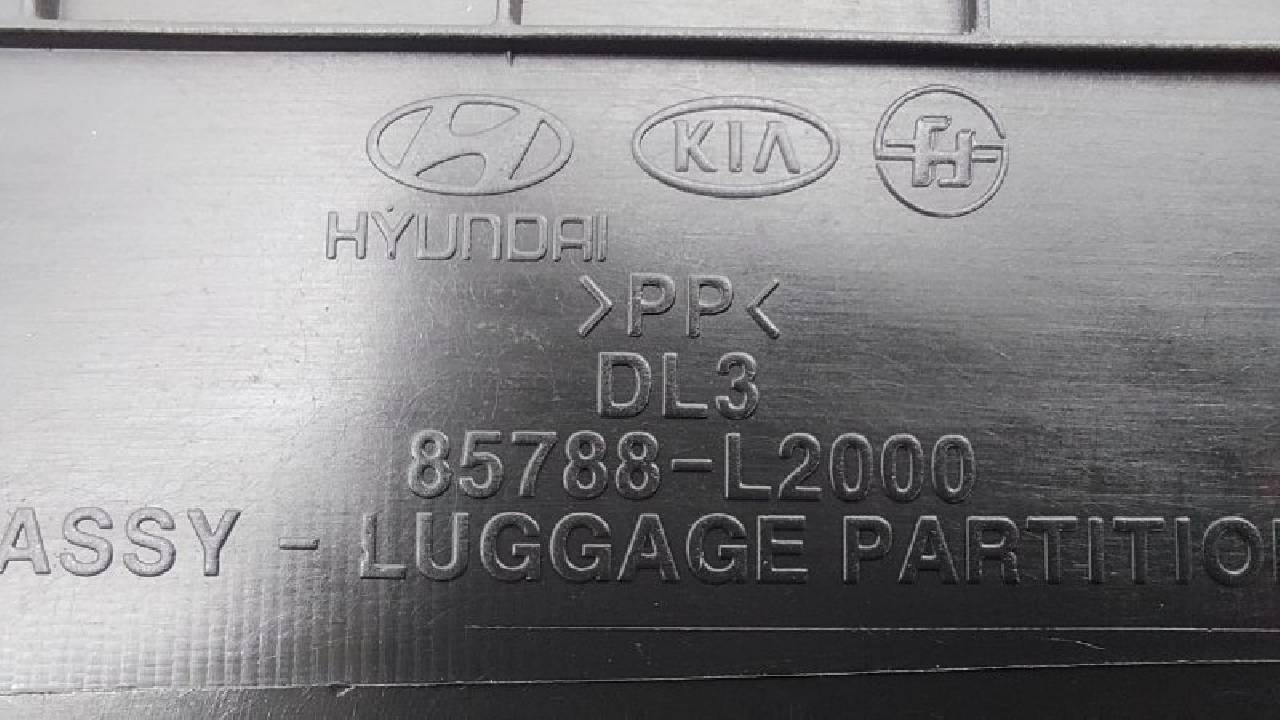 KIA
HYUNDAI
>PP<
DL3
85788-L2000
ASSY - LUGGAGE PARTITIO